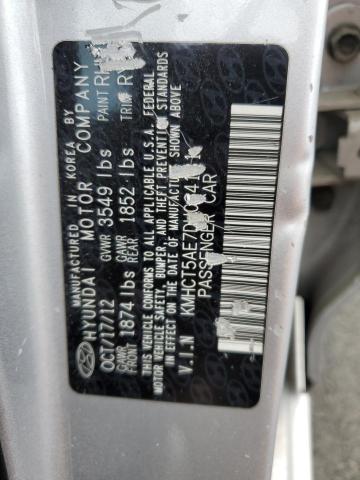 MANUFACTURED IN KOREA BY
HYUNDAI MOTOR COMPANY
OCT/17/12 GVWR 3549 lbs PAINT
GAWR FRONT 1874 lbs GAWR REAR 1852 lbs TRIM
THIS VEHICLE CONFORMS TO ALL APPLICABLE U.S.A. FEDERAL
MOTOR VEHICLE SAFETY, BUMPER, AND THEFT PREVENTION STANDARDS
IN EFFECT ON THE DATE OF MANUFACTURE SHOWN ABOVE
V.I.N
PASSENGER CAR